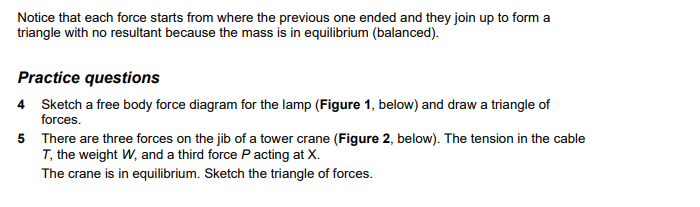 Notice that each force starts from where the previous one ended and they join up to form a
triangle with no resultant because the mass is in equilibrium (balanced).
Practice questions
4 Sketch a free body force diagram for the lamp (Figure 1, below) and draw a triangle of
forces.
5 There are three forces on the jib of a tower crane (Figure 2, below). The tension in the cable
T, the weight W, and a third force P acting at X.
The crane is in equilibrium. Sketch the triangle of forces.